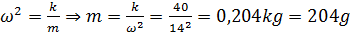 ω² = k/m ⇒ m = k/ω² = 40/14² = 0,204kg = 204g